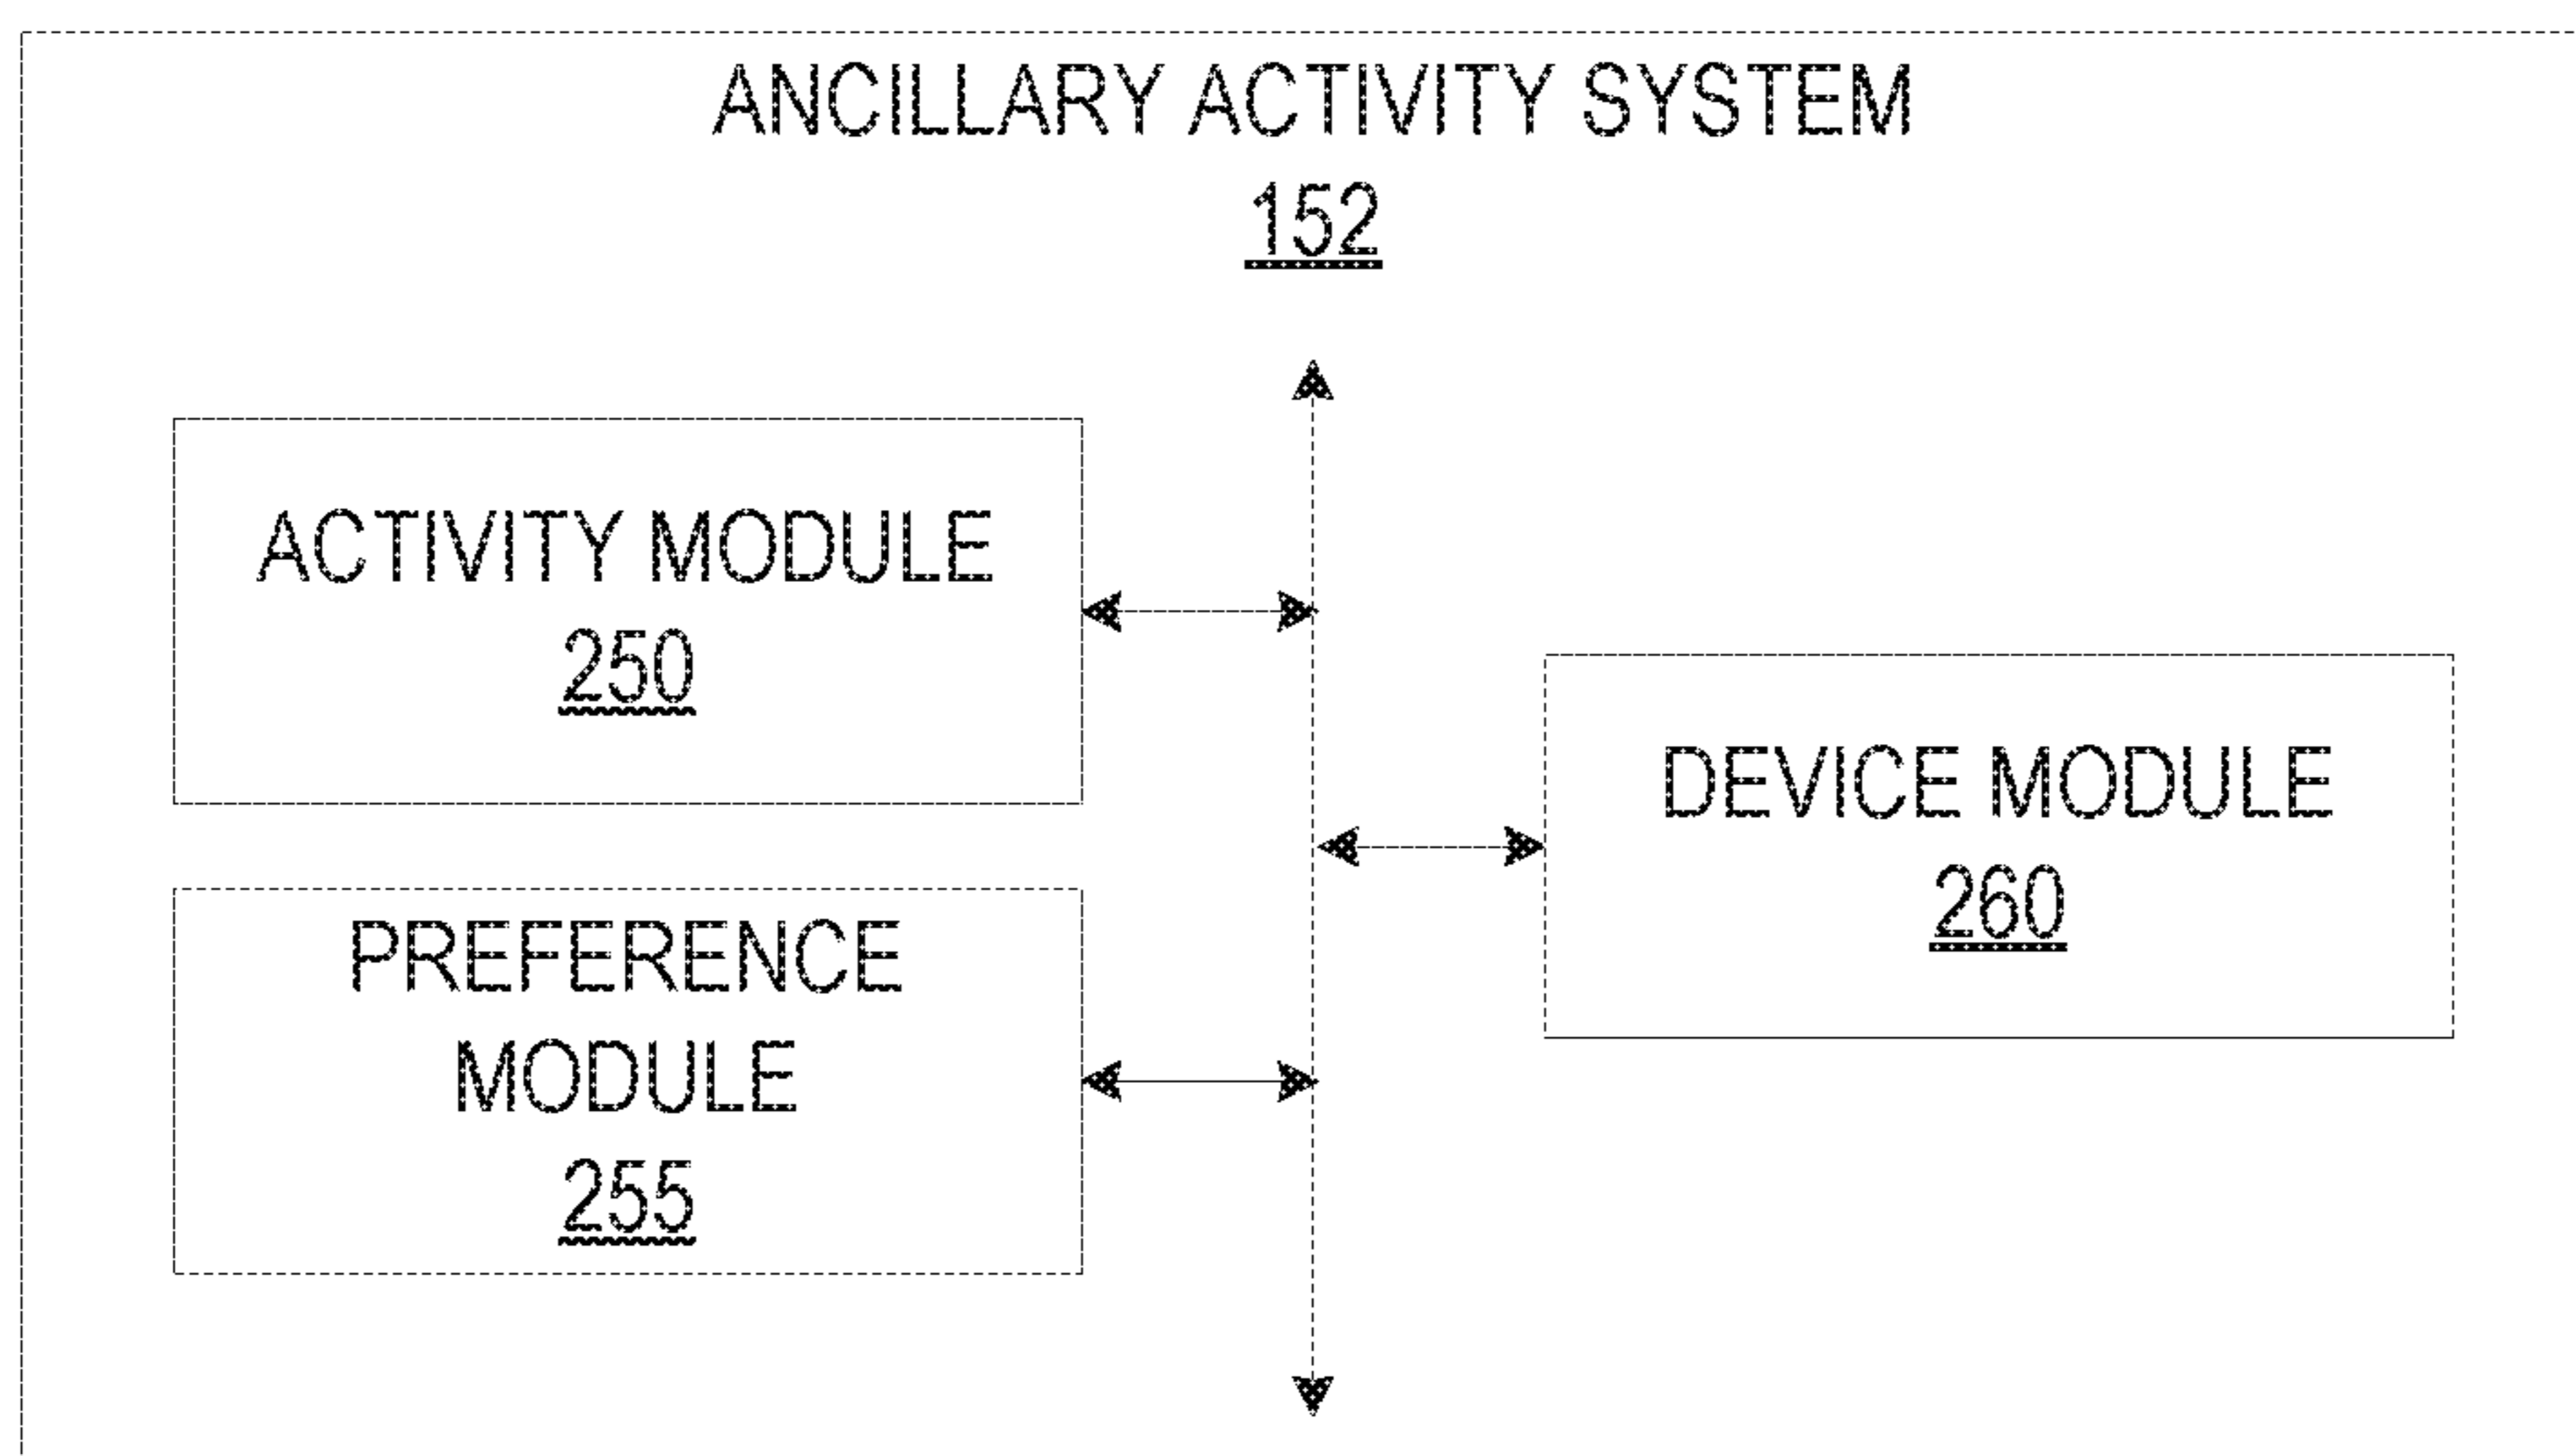 ANCILLARY ACTIVITY SYSTEM
152
ACTIVITY MODULE
250
PREFERENCE
MODULE
255
DEVICE MODULE
260